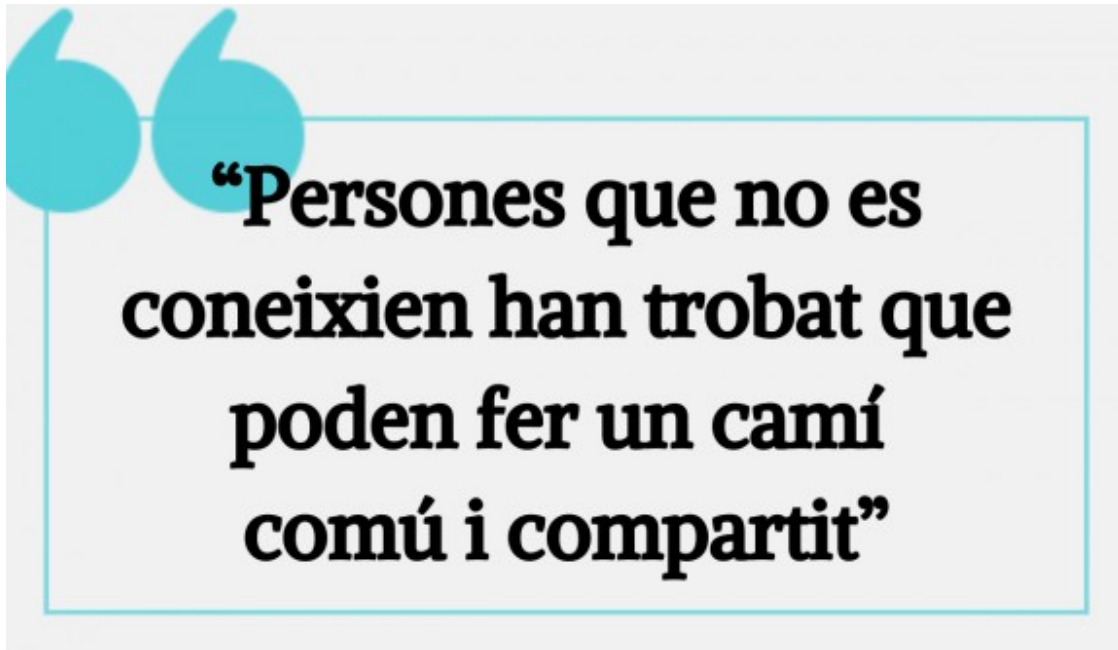 “Persones que no es
coneixien han trobat que
poden fer un camí
comú i compartit”